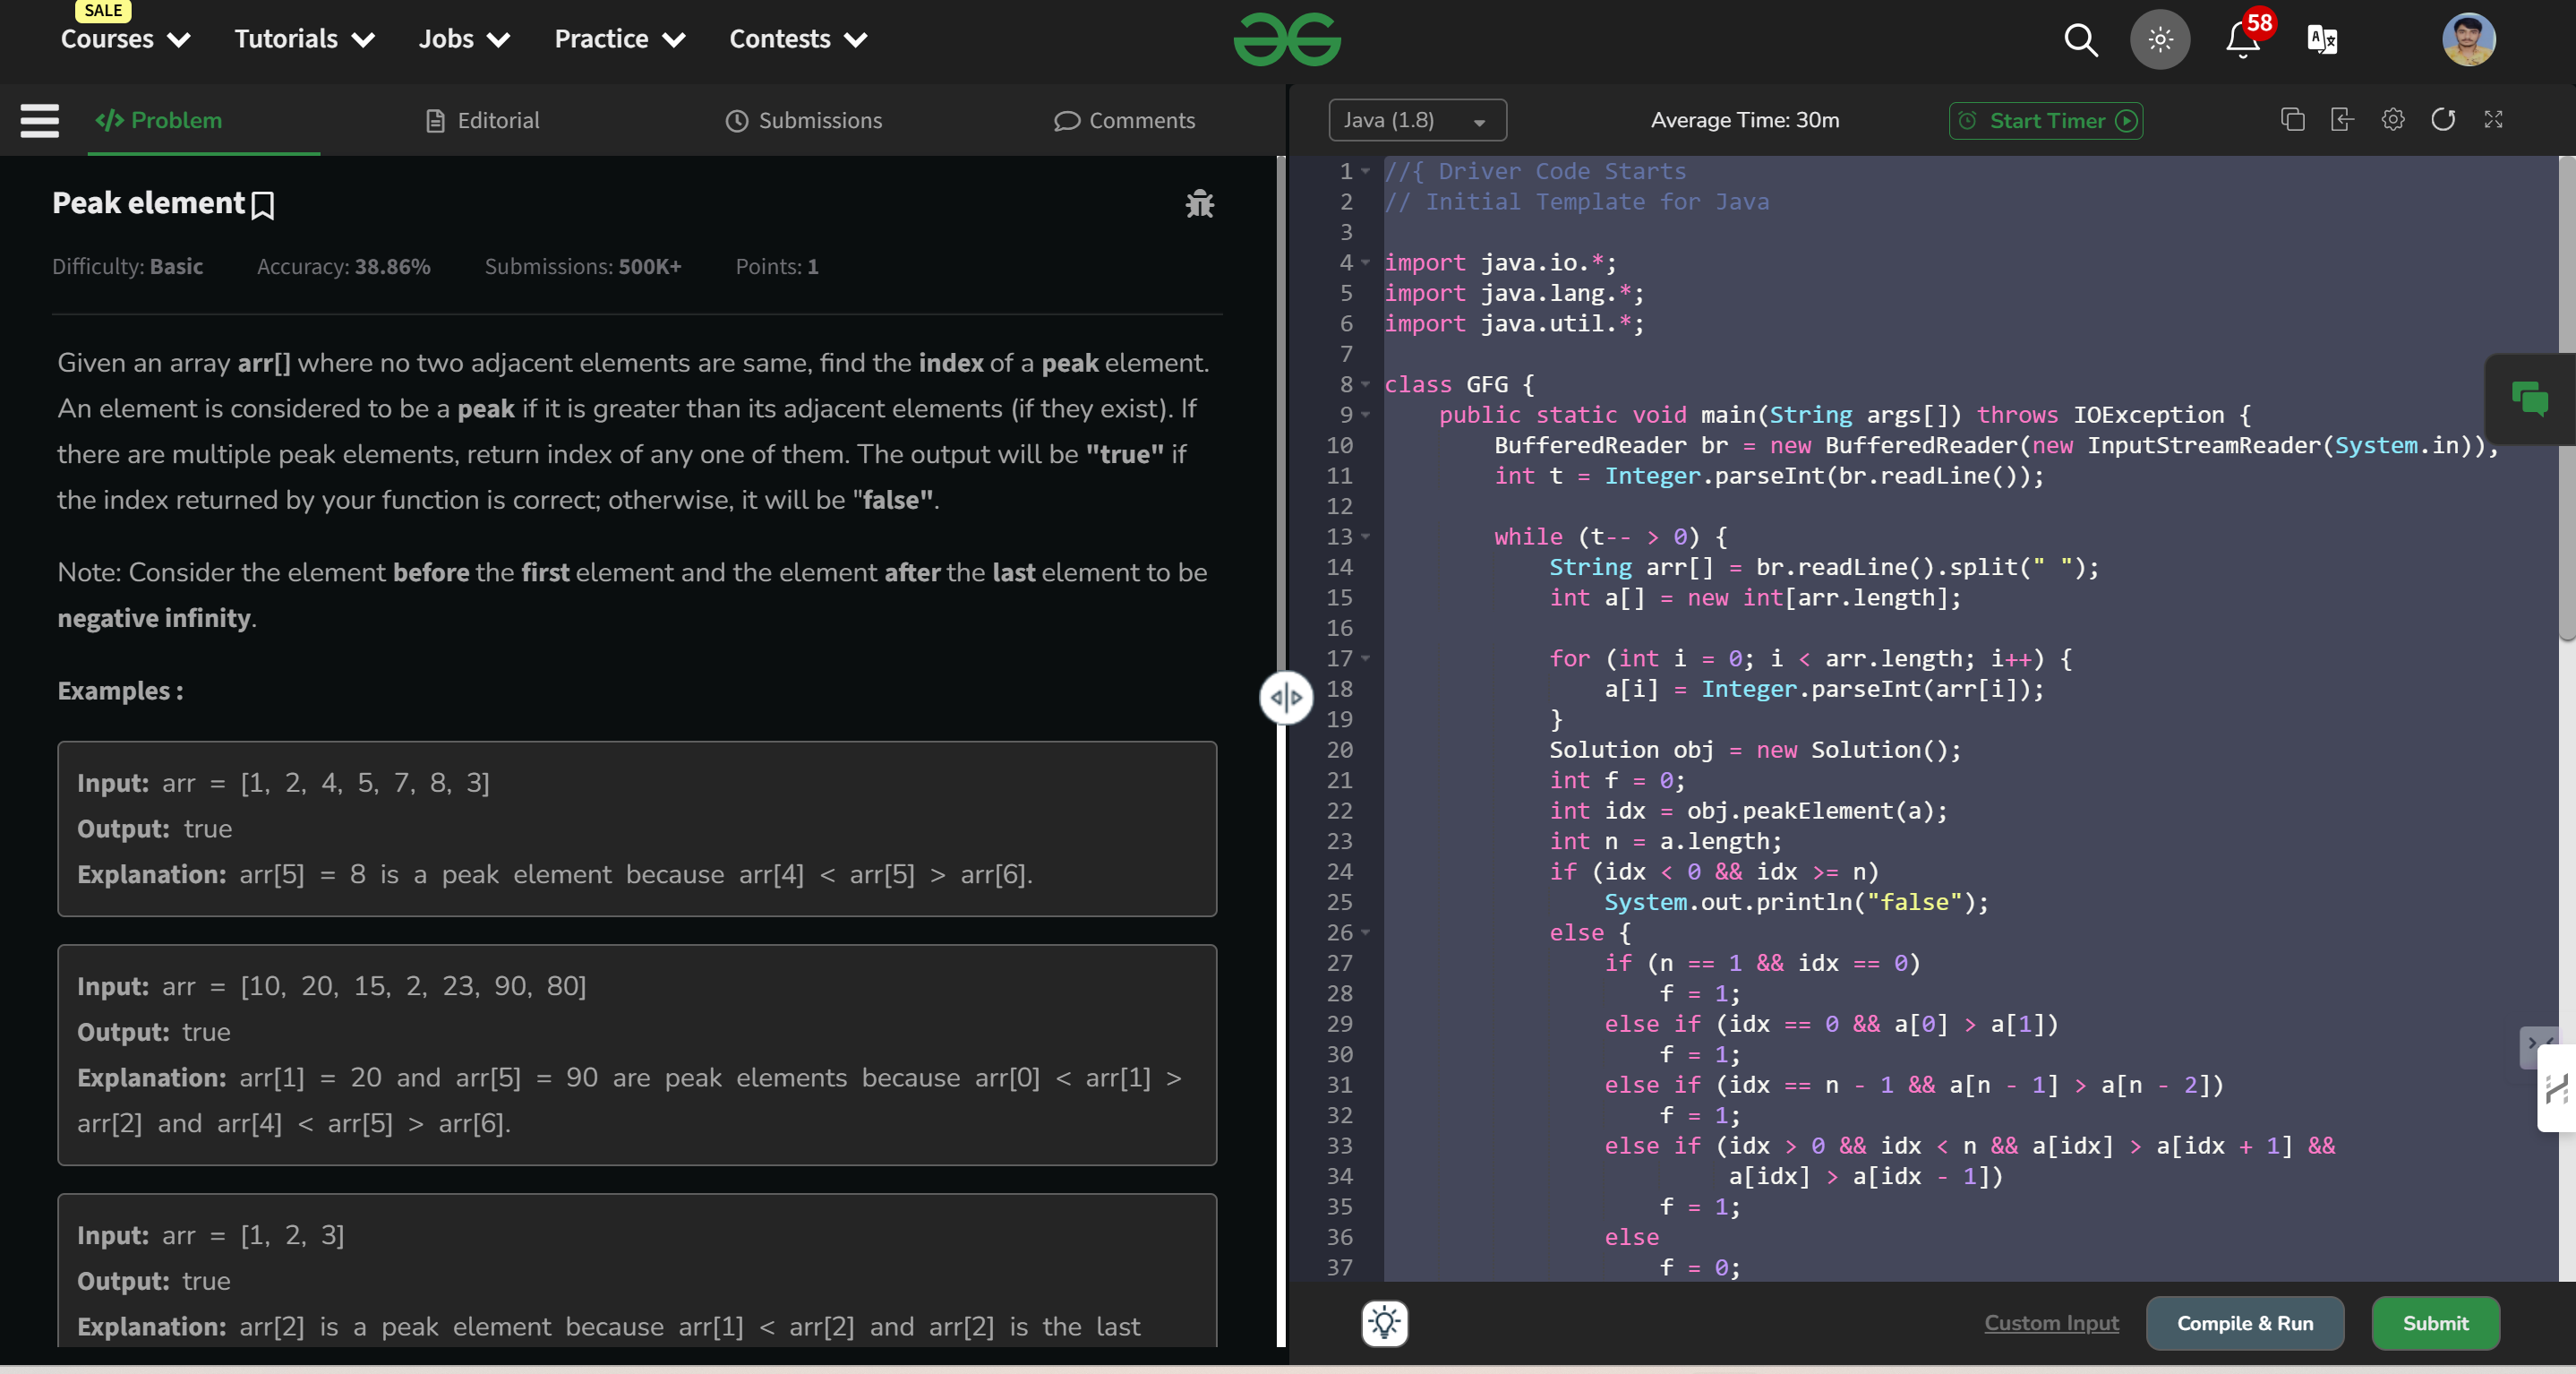 SALE
Courses Tutorials Jobs Practice Contests 58
Problem Editorial Submissions Comments
Peak element
Difficulty: Basic Accuracy: 38.86% Submissions: 500K+ Points: 1
Given an array arr[] where no two adjacent elements are same, find the index of a peak element.
An element is considered to be a peak if it is greater than its adjacent elements (if they exist). If
there are multiple peak elements, return index of any one of them. The output will be "true" if
the index returned by your function is correct; otherwise, it will be "false".
Note: Consider the element before the first element and the element after the last element to be
negative infinity.
Examples :
Input: arr = [1, 2, 4, 5, 7, 8, 3]
Output: true
Explanation: arr[5] = 8 is a peak element because arr[4] < arr[5] > arr[6].
Input: arr = [10, 20, 15, 2, 23, 90, 80]
Output: true
Explanation: arr[1] = 20 and arr[5] = 90 are peak elements because arr[0] < arr[1] >
arr[2] and arr[4] < arr[5] > arr[6].
Input: arr = [1, 2, 3]
Output: true
Explanation: arr[2] is a peak element because arr[1] < arr[2] and arr[2] is the last
Java (1.8) Average Time: 30m Start Timer
1 //{ Driver Code Starts
2 // Initial Template for Java
3
4 import java.io.*;
5 import java.lang.*;
6 import java.util.*;
7
8 class GFG {
9 public static void main(String args[]) throws IOException {
10 BufferedReader br = new BufferedReader(new InputStreamReader(System.in));
11 int t = Integer.parseInt(br.readLine());
12
13 while (t-- > 0) {
14 String arr[] = br.readLine().split(" ");
15 int a[] = new int[arr.length];
16
17 for (int i = 0; i < arr.length; i++) {
18 a[i] = Integer.parseInt(arr[i]);
19 }
20 Solution obj = new Solution();
21 int f = 0;
22 int idx = obj.peakElement(a);
23 int n = a.length;
24 if (idx < 0 && idx >= n)
25 System.out.println("false");
26 else {
27 if (n == 1 && idx == 0)
28 f = 1;
29 else if (idx == 0 && a[0] > a[1])
30 f = 1;
31 else if (idx == n - 1 && a[n - 1] > a[n - 2])
32 f = 1;
33 else if (idx > 0 && idx < n && a[idx] > a[idx + 1] &&
34 a[idx] > a[idx - 1])
35 f = 1;
36 else
37 f = 0;
Custom Input Compile & Run Submit